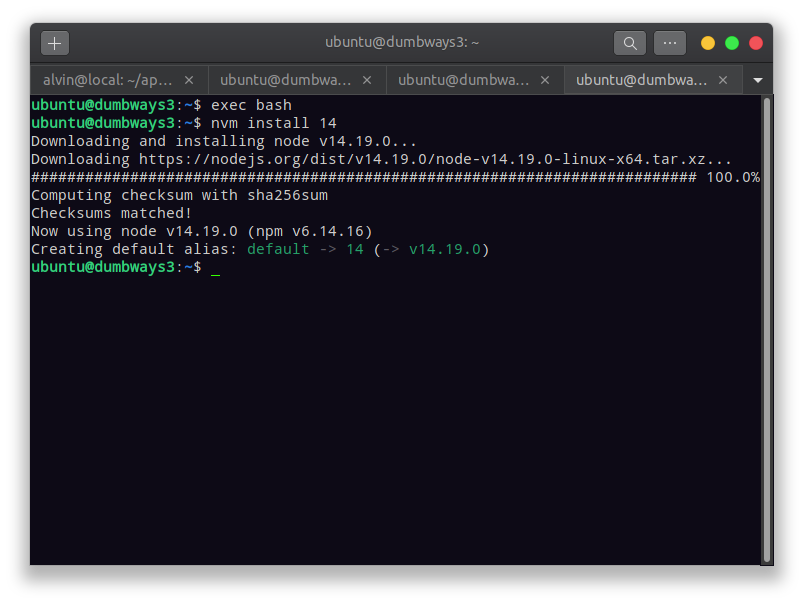 ubuntu@dumbways3: ~
alvin@local: ~/ap... ubuntu@dumbwa... ubuntu@dumbwa... ubuntu@dumbwa...
ubuntu@dumbways3:~$ exec bash
ubuntu@dumbways3:~$ nvm install 14
Downloading and installing node v14.19.0...
Downloading https://nodejs.org/dist/v14.19.0/node-v14.19.0-linux-x64.tar.xz...
########################################################################## 100.0%
Computing checksum with sha256sum
Checksums matched!
Now using node v14.19.0 (npm v6.14.16)
Creating default alias: default -> 14 (-> v14.19.0)
ubuntu@dumbways3:~$ _